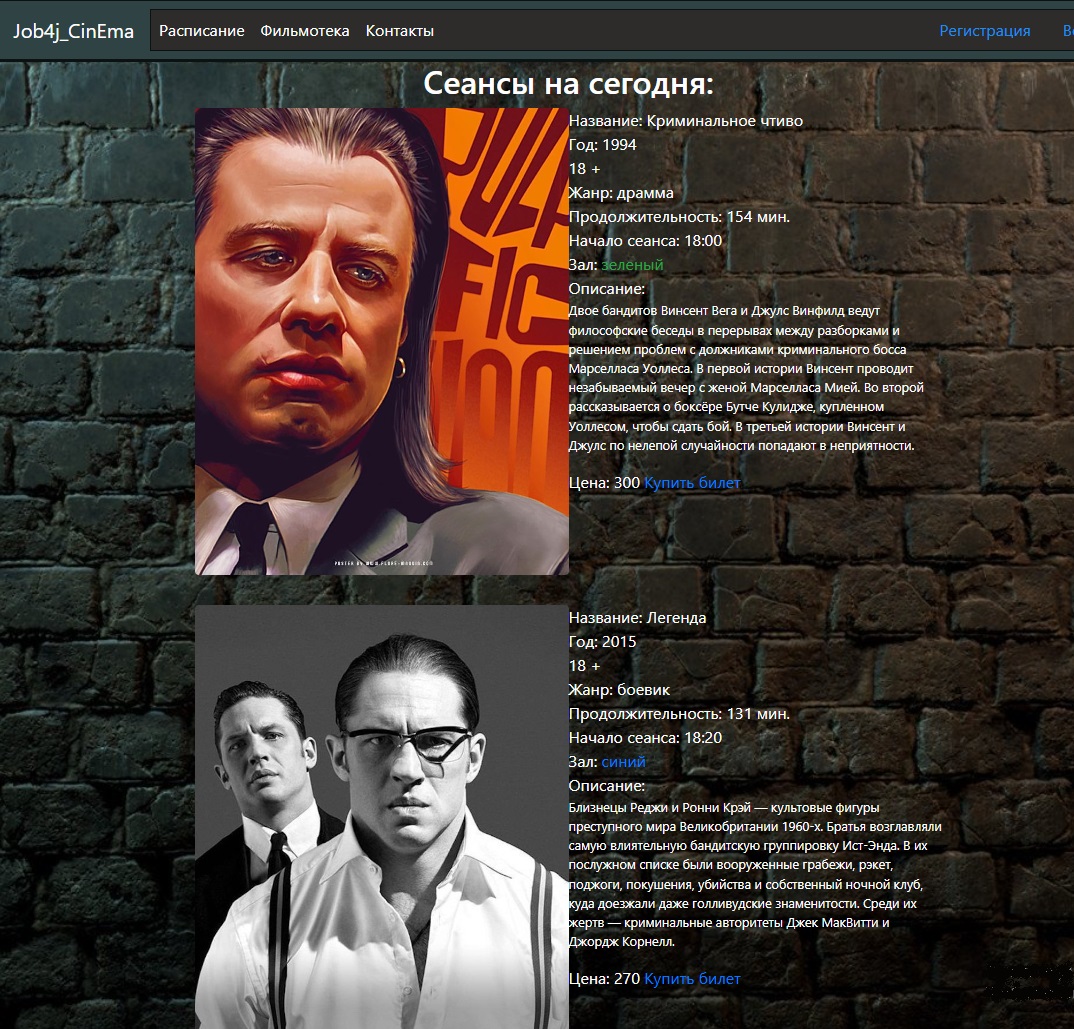 Job4j_CinEma
Расписание Фильмотека Контакты
Регистрация
Сеансы на сегодня:
PULP
FIC
Название: Криминальное чтиво
Год: 1994
18 +
Жанр: драмма
Продолжительность: 154 мин.
Начало сеанса: 18:00
Зал: зеленый
Описание:
Двое бандитов Винсент Вега и Джулс Винфилд ведут
философские беседы в перерывах между разборками и
решением проблем с должниками криминального босса
Марселласа Уоллеса. В первой истории Винсент проводит
незабываемый вечер с женой Марселласа Мией. Во второй
рассказывается о боксёре Бутче Кулидже, купленном
Уоллесом, чтобы сдать бой. В третьей истории Винсент и
Джулс по нелепой случайности попадают в неприятности.
Цена: 300 Купить билет
Название: Легенда
Год: 2015
18 +
Жанр: боевик
Продолжительность: 131 мин.
Начало сеанса: 18:20
Зал: синий
Описание:
Близнецы Реджи и Ронни Крэй — культовые фигуры
преступного мира Великобритании 1960-х. Братья возглавляли
самую влиятельную бандитскую группировку Ист-Энда. В их
послужном списке были вооруженные грабежи, рэкет,
поджоги, покушения, убийства и собственный ночной клуб,
куда доезжали даже голливудские знаменитости. Среди их
жертв — криминальные авторитеты Джек МакВитти и
Джордж Корнелл.
Цена: 270 Купить билет